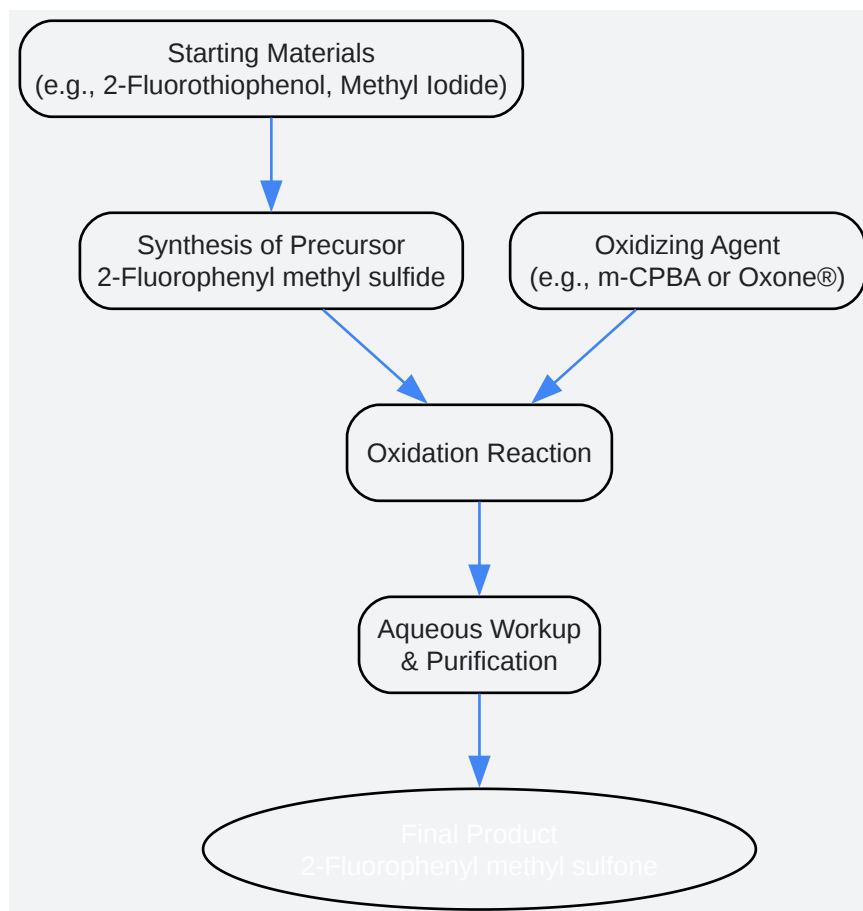 Starting Materials
(e.g., 2-Fluorothiophenol, Methyl Iodide)
Synthesis of Precursor
2-Fluorophenyl methyl sulfide
Oxidizing Agent
(e.g., m-CPBA or Oxone®)
Oxidation Reaction
Aqueous Workup
& Purification
Final Product
2-Fluorophenyl methyl sulfone